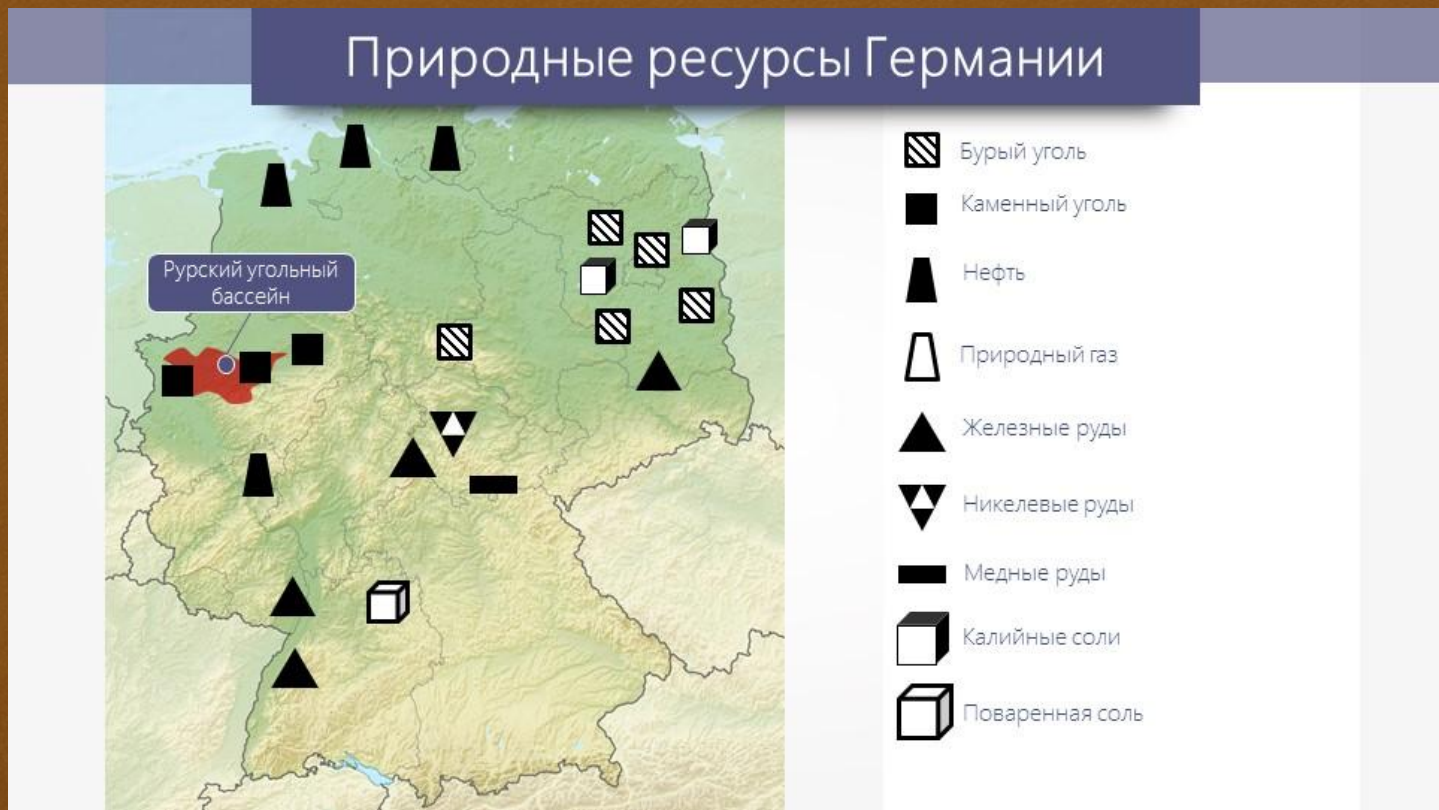 Природные ресурсы Германии
Рурский угольный
бассейн
Бурый уголь
Каменный уголь
Нефть
Природный газ
Железные руды
Никелевые руды
Медные руды
Калийные соли
Поваренная соль